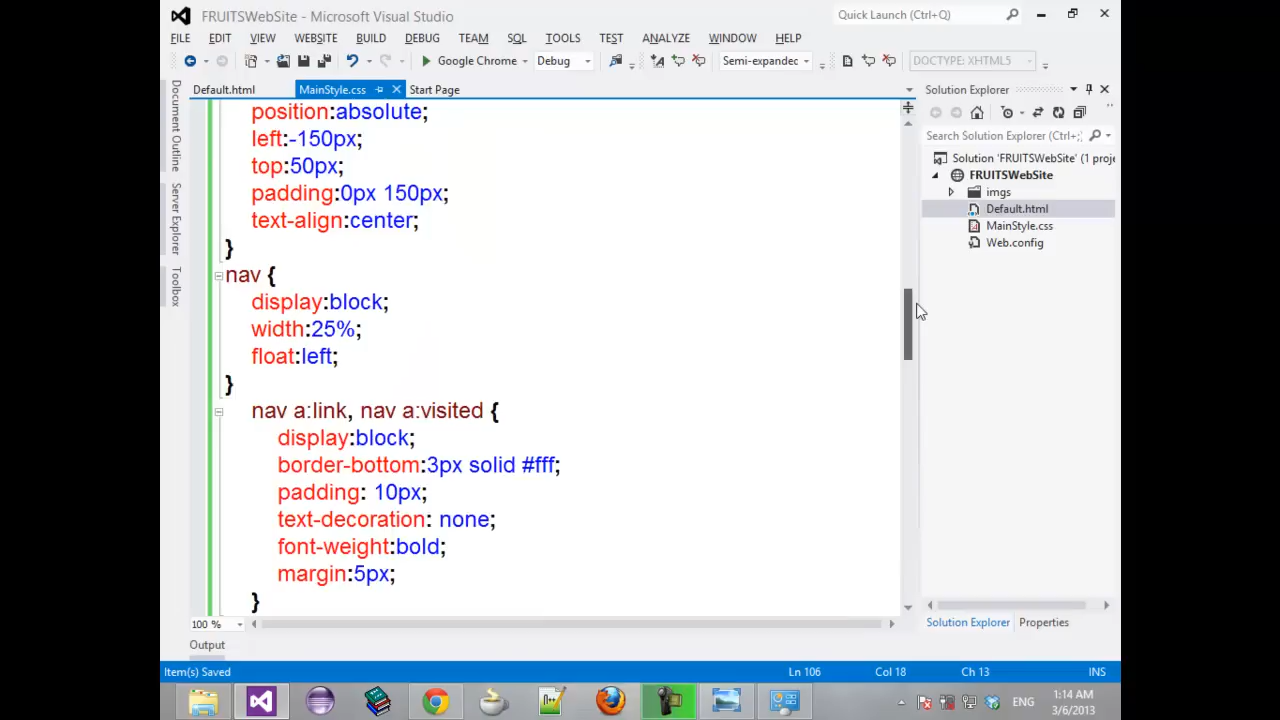 FRUITSWebSite - Microsoft Visual Studio
Quick Launch (Ctrl+Q)
FILE EDIT VIEW WEBSITE BUILD DEBUG TEAM SQL TOOLS TEST ANALYZE WINDOW HELP
Google Chrome Debug Semi-expanded DOCTYPE: XHTML5
Document Outline
Server Explorer
Toolbox
Default.html MainStyle.css Start Page
position:absolute;
left:-150px;
top:50px;
padding:0px 150px;
text-align:center;
}
nav {
display:block;
width:25%;
float:left;
}
nav a:link, nav a:visited {
display:block;
border-bottom:3px solid #fff;
padding: 10px;
text-decoration: none;
font-weight:bold;
margin:5px;
}
100 %
Solution Explorer
Search Solution Explorer (Ctrl+;)
Solution 'FRUITSWebSite' (1 proje
FRUITSWebSite
imgs
Default.html
MainStyle.css
Web.config
Solution Explorer Properties
Output
Item(s) Saved Ln 106 Col 18 Ch 13 INS
ENG
1:14 AM
3/6/2013